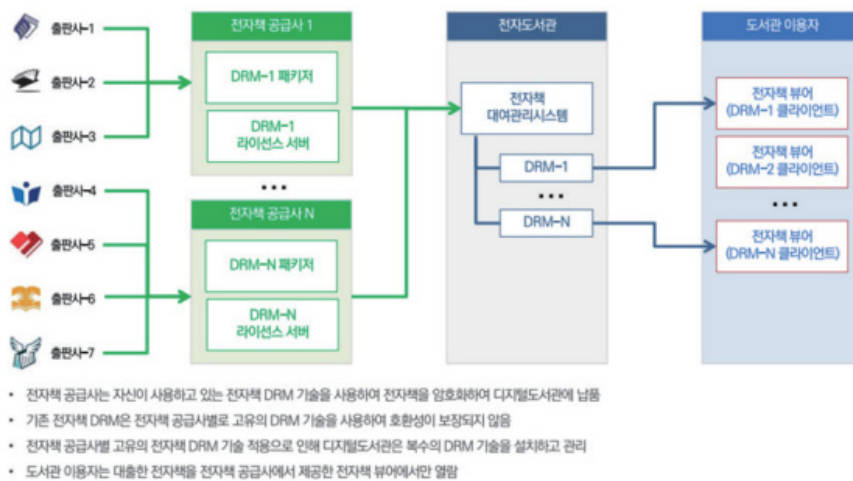 출판사-1
출판사-2
출판사-3
출판사-4
출판사-5
출판사-6
출판사-7
전자책 공급사 1
DRM-1 패키저
DRM-1
라이선스 서버
...
전자책 공급사 N
DRM-N 패키저
DRM-N
라이선스 서버
전자도서관
전자책
대여관리시스템
DRM-1
...
DRM-N
도서관 이용자
전자책 뷰어
(DRM-1 클라이언트)
전자책 뷰어
(DRM-2 클라이언트)
...
전자책 뷰어
(DRM-N 클라이언트)
• 전자책 공급사는 자신이 사용하고 있는 전자책 DRM 기술을 사용하여 전자책을 암호화하여 디지털도서관에 납품
• 기존 전자책 DRM은 전자책 공급사별로 고유의 DRM 기술을 사용하여 호환성이 보장되지 않음
• 전자책 공급사별 고유의 전자책 DRM 기술 적용으로 인해 디지털도서관은 복수의 DRM 기술을 설치하고 관리
• 도서관 이용자는 대출한 전자책을 전자책 공급사에서 제공한 전자책 뷰어에서만 열람